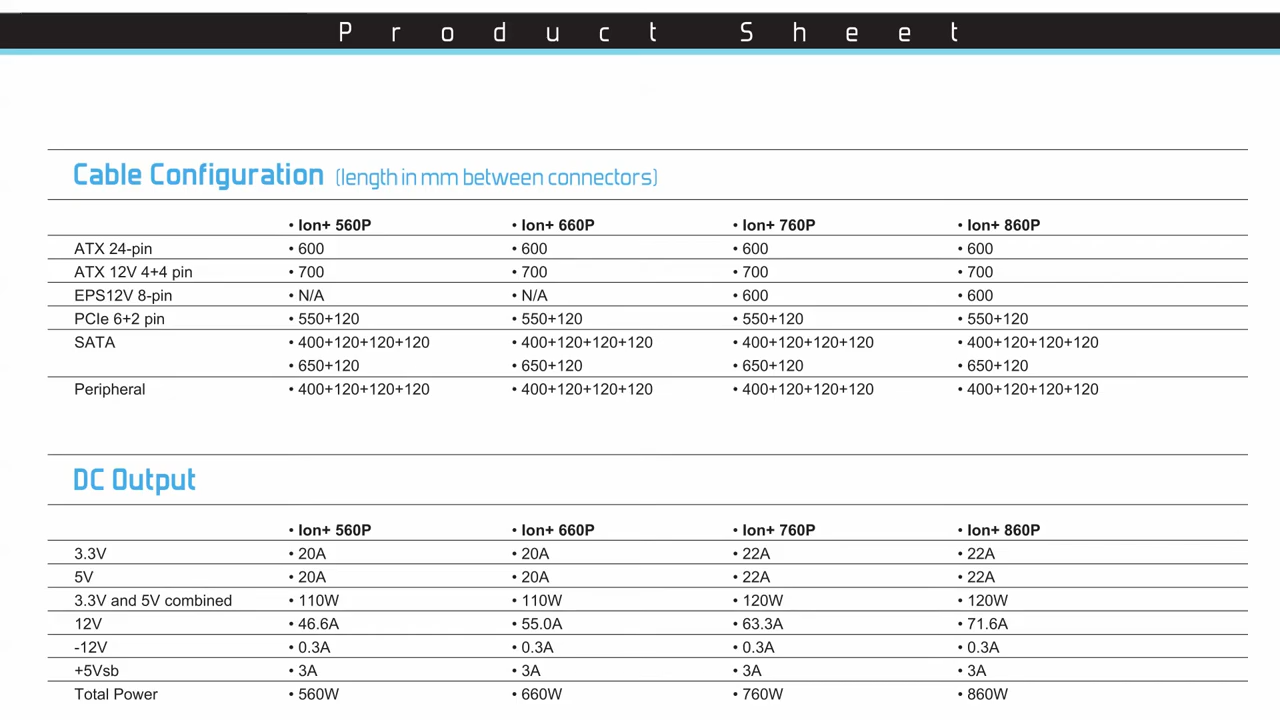 Product Sheet
Cable Configuration (length in mm between connectors)
• Ion+ 560P • Ion+ 660P • Ion+ 760P • Ion+ 860P
ATX 24-pin • 600 • 600 • 600 • 600
ATX 12V 4+4 pin • 700 • 700 • 700 • 700
EPS12V 8-pin • N/A • N/A • 600 • 600
PCIe 6+2 pin • 550+120 • 550+120 • 550+120 • 550+120
SATA • 400+120+120+120 • 400+120+120+120 • 400+120+120+120 • 400+120+120+120
• 650+120 • 650+120 • 650+120 • 650+120
Peripheral • 400+120+120+120 • 400+120+120+120 • 400+120+120+120 • 400+120+120+120
DC Output
• Ion+ 560P • Ion+ 660P • Ion+ 760P • Ion+ 860P
3.3V • 20A • 20A • 22A • 22A
5V • 20A • 20A • 22A • 22A
3.3V and 5V combined • 110W • 110W • 120W • 120W
12V • 46.6A • 55.0A • 63.3A • 71.6A
-12V • 0.3A • 0.3A • 0.3A • 0.3A
+5Vsb • 3A • 3A • 3A • 3A
Total Power • 560W • 660W • 760W • 860W